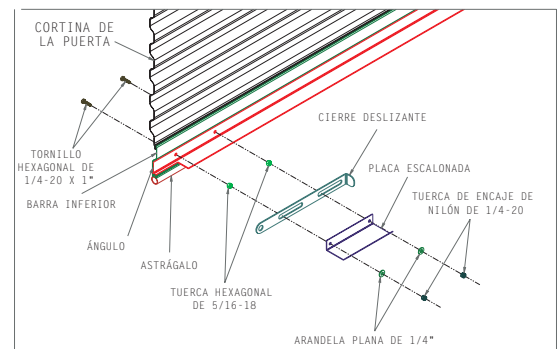 CORTINA DE
LA PUERTA
CIERRE DESLIZANTE
PLACA ESCALONADA
TUERCA DE ENCAJE DE
NILÓN DE 1/4-20
TORNILLO
HEXAGONAL DE
1/4-20 X 1"
BARRA INFERIOR
ÁNGULO
ASTRÁGALO
TUERCA HEXAGONAL
DE 5/16-18
ARANDELA PLANA DE 1/4"